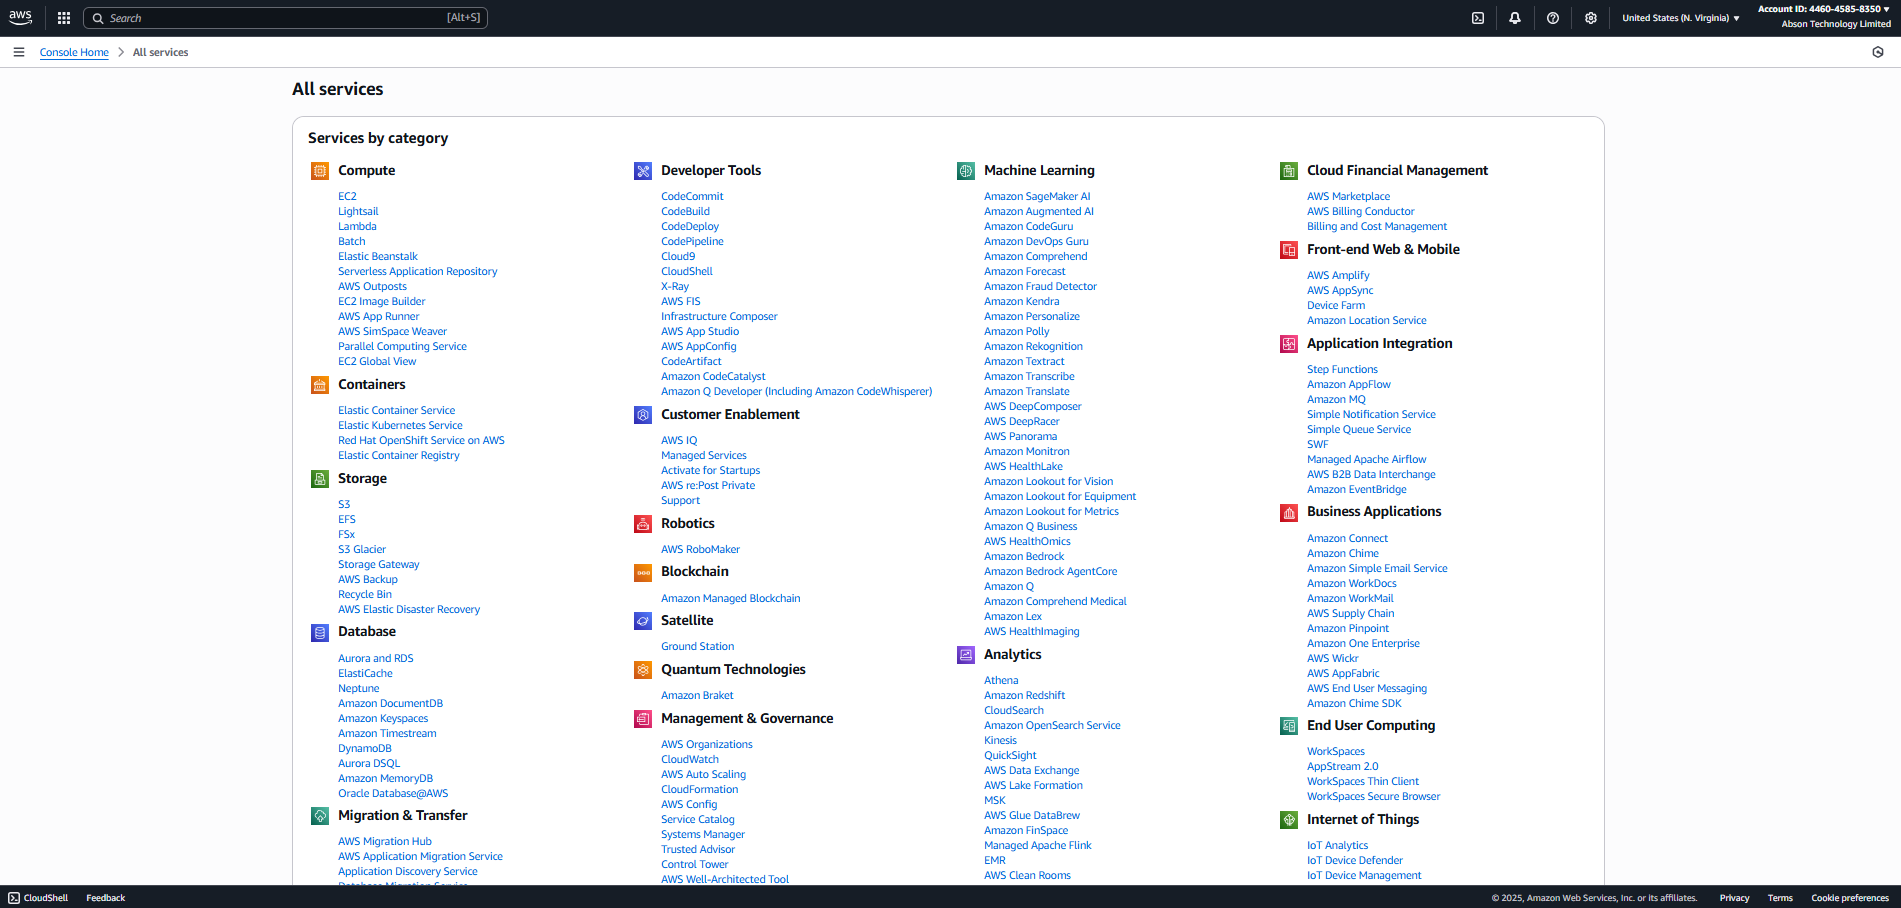 aws
Search
[Alt+S]
United States (N. Virginia)
Account ID: 4460-4585-8350
Abson Technology Limited
Console Home
All services
All services
Services by category
Compute
EC2
Lightsail
Lambda
Batch
Elastic Beanstalk
Serverless Application Repository
AWS Outposts
EC2 Image Builder
AWS App Runner
AWS SimSpace Weaver
Parallel Computing Service
EC2 Global View
Containers
Elastic Container Service
Elastic Kubernetes Service
Red Hat OpenShift Service on AWS
Elastic Container Registry
Storage
S3
EFS
FSx
S3 Glacier
Storage Gateway
AWS Backup
Recycle Bin
AWS Elastic Disaster Recovery
Database
Aurora and RDS
ElastiCache
Neptune
Amazon DocumentDB
Amazon Keyspaces
Amazon Timestream
DynamoDB
Aurora DSQL
Amazon MemoryDB
Oracle Database@AWS
Migration & Transfer
AWS Migration Hub
AWS Application Migration Service
Application Discovery Service
Database Migration Service
Developer Tools
CodeCommit
CodeBuild
CodeDeploy
CodePipeline
Cloud9
CloudShell
X-Ray
AWS FIS
Infrastructure Composer
AWS App Studio
AWS AppConfig
CodeArtifact
Amazon CodeCatalyst
Amazon Q Developer (Including Amazon CodeWhisperer)
Customer Enablement
AWS IQ
Managed Services
Activate for Startups
AWS re:Post Private
Support
Robotics
AWS RoboMaker
Blockchain
Amazon Managed Blockchain
Satellite
Ground Station
Quantum Technologies
Amazon Braket
Management & Governance
AWS Organizations
CloudWatch
AWS Auto Scaling
CloudFormation
AWS Config
Service Catalog
Systems Manager
Trusted Advisor
Control Tower
AWS Well-Architected Tool
Machine Learning
Amazon SageMaker AI
Amazon Augmented AI
Amazon CodeGuru
Amazon DevOps Guru
Amazon Comprehend
Amazon Forecast
Amazon Fraud Detector
Amazon Kendra
Amazon Personalize
Amazon Polly
Amazon Rekognition
Amazon Textract
Amazon Transcribe
Amazon Translate
AWS DeepComposer
AWS DeepRacer
AWS Panorama
Amazon Monitron
AWS HealthLake
Amazon Lookout for Vision
Amazon Lookout for Equipment
Amazon Lookout for Metrics
Amazon Q Business
AWS HealthOmics
Amazon Bedrock
Amazon Bedrock AgentCore
Amazon Q
Amazon Comprehend Medical
Amazon Lex
AWS HealthImaging
Analytics
Athena
Amazon Redshift
CloudSearch
Amazon OpenSearch Service
Kinesis
QuickSight
AWS Data Exchange
AWS Lake Formation
MSK
AWS Glue DataBrew
Amazon FinSpace
Managed Apache Flink
EMR
AWS Clean Rooms
Cloud Financial Management
AWS Marketplace
AWS Billing Conductor
Billing and Cost Management
Front-end Web & Mobile
AWS Amplify
AWS AppSync
Device Farm
Amazon Location Service
Application Integration
Step Functions
Amazon AppFlow
Amazon MQ
Simple Notification Service
Simple Queue Service
SWF
Managed Apache Airflow
AWS B2B Data Interchange
Amazon EventBridge
Business Applications
Amazon Connect
Amazon Chime
Amazon Simple Email Service
Amazon WorkDocs
Amazon WorkMail
AWS Supply Chain
Amazon Pinpoint
Amazon One Enterprise
AWS Wickr
AWS AppFabric
AWS End User Messaging
Amazon Chime SDK
End User Computing
WorkSpaces
AppStream 2.0
WorkSpaces Thin Client
WorkSpaces Secure Browser
Internet of Things
IoT Analytics
IoT Device Defender
IoT Device Management
CloudShell
Feedback
© 2025, Amazon Web Services, Inc. or its affiliates.
Privacy
Terms
Cookie preferences